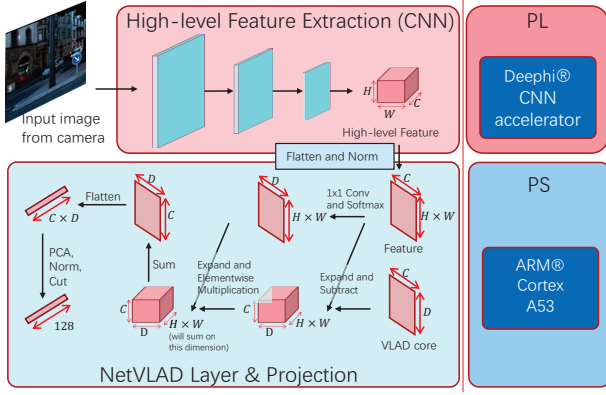 High-level Feature Extraction (CNN)
PL
Deephi®
CNN
accelerator
Input image
from camera
H
W
C
High-level Feature
Flatten and Norm
PS
ARM®
Cortex
A53
D
C
Flatten
C × D
D
H × W
1x1 Conv
and Softmax
C
H × W
Feature
PCA,
Norm,
Cut
Sum
Expand and
Elementwise
Multiplication
Expand and
Subtract
128
C
D
H × W
(will sum on
this dimension)
C
D
H × W
C
D
VLAD core
NetVLAD Layer & Projection